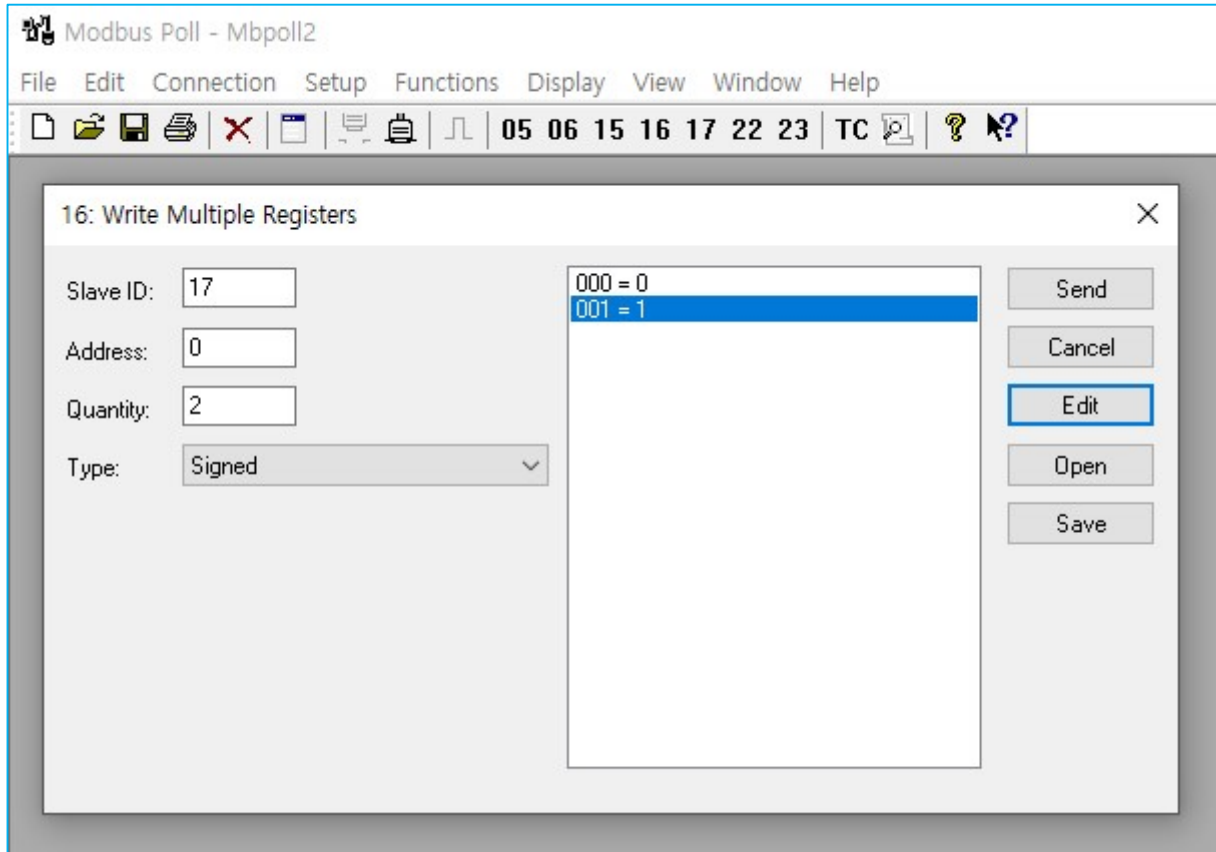 Modbus Poll - Mbpoll2
File Edit Connection Setup Functions Display View Window Help
05 06 15 16 17 22 23 TC
16: Write Multiple Registers
Slave ID: 17
Address: 0
Quantity: 2
Type: Signed
000 = 0
001 = 1
Send
Cancel
Edit
Open
Save